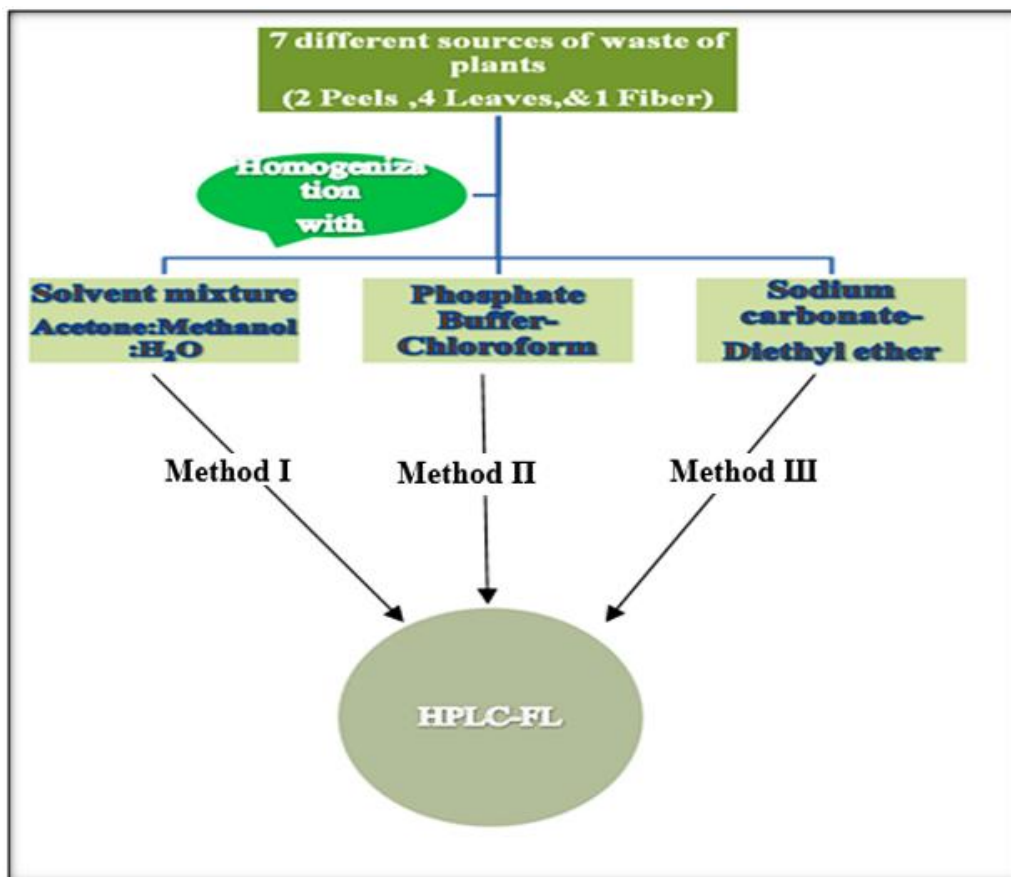 7 different sources of waste of
plants
(2 Peels ,4 Leaves,&1 Fiber)
Homogeniza
tion
with
Solvent mixture
Acetone:Methanol
:H₂O
Phosphate
Buffer-
Chloroform
Sodium
carbonate-
Diethyl ether
Method I
Method II
Method III
HPLC-FL